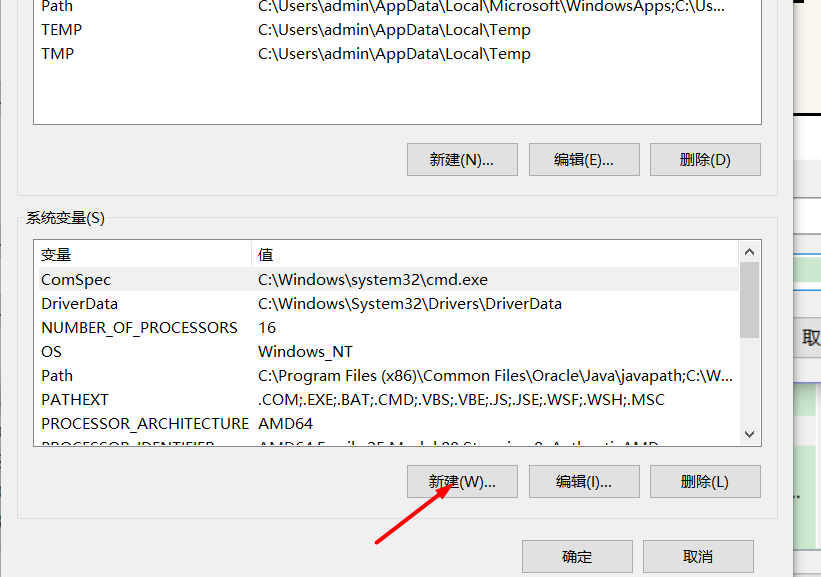 Path C:\Users\admin\AppData\Local\Microsoft\WindowsApps;C:\Us...
TEMP C:\Users\admin\AppData\Local\Temp
TMP C:\Users\admin\AppData\Local\Temp
新建(N)... 编辑(E)... 删除(D)
系统变量(S)
变量 值
ComSpec C:\Windows\system32\cmd.exe
DriverData C:\Windows\System32\Drivers\DriverData
NUMBER_OF_PROCESSORS 16
OS Windows_NT
取
Path C:\Program Files (x86)\Common Files\Oracle\Java\javapath;C:\W...
PATHEXT .COM;.EXE;.BAT;.CMD;.VBS;.VBE;.JS;.JSE;.WSF;.WSH;.MSC
PROCESSOR_ARCHITECTURE AMD64
新建(W)... 编辑(I)... 删除(L)
确定 取消